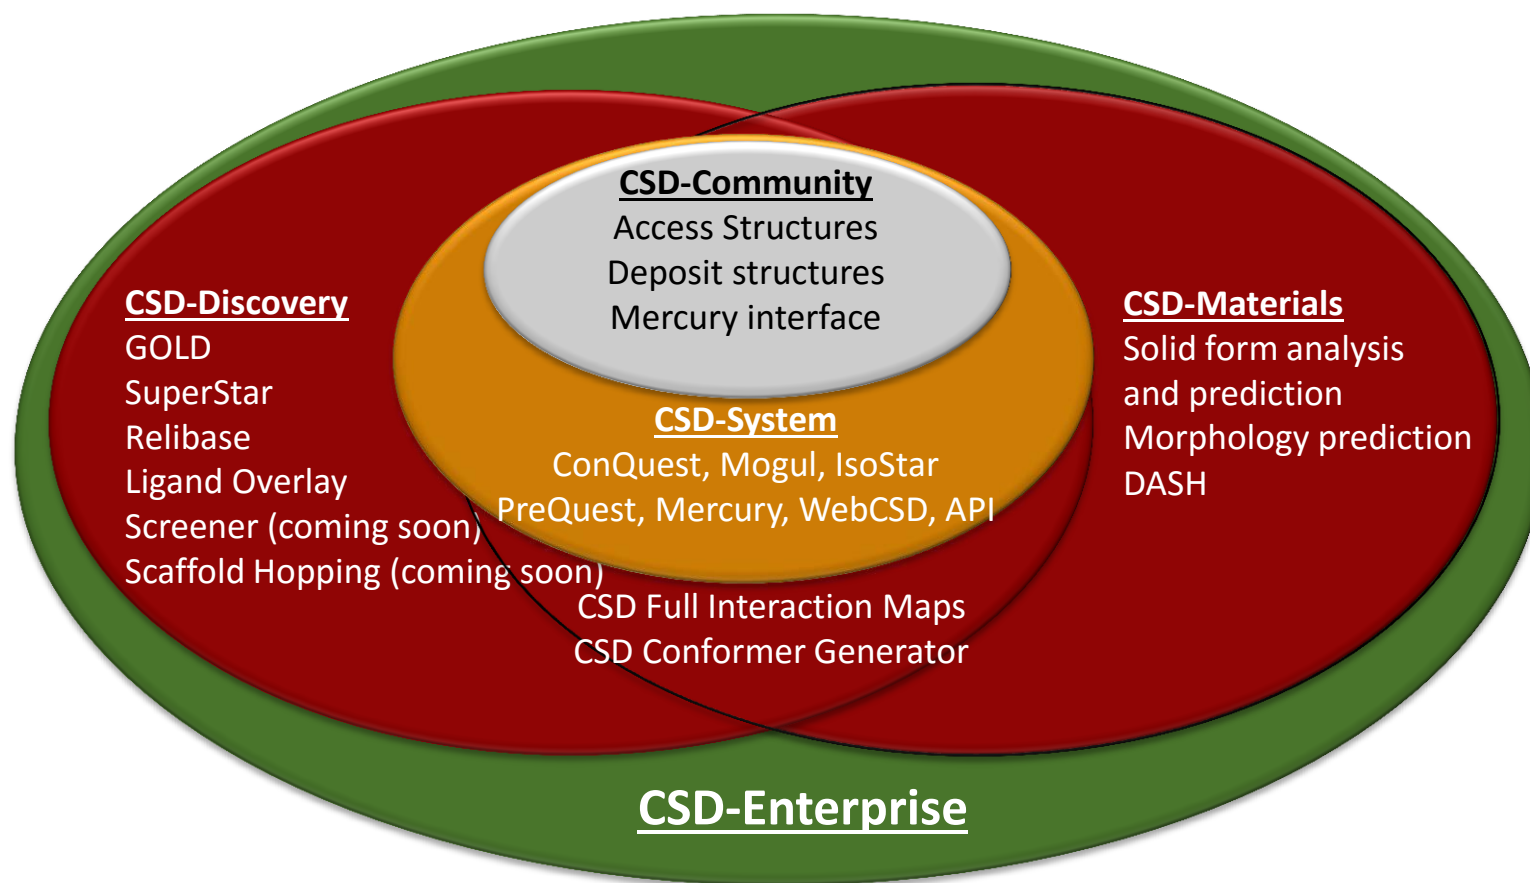 CSD-Community
Access Structures
Deposit structures
Mercury interface
CSD-Discovery
GOLD
SuperStar
Relibase
Ligand Overlay
Screener (coming soon)
Scaffold Hopping (coming soon)
CSD-System
ConQuest, Mogul, IsoStar
PreQuest, Mercury, WebCSD, API
CSD Full Interaction Maps
CSD Conformer Generator
CSD-Materials
Solid form analysis
and prediction
Morphology prediction
DASH
CSD-Enterprise